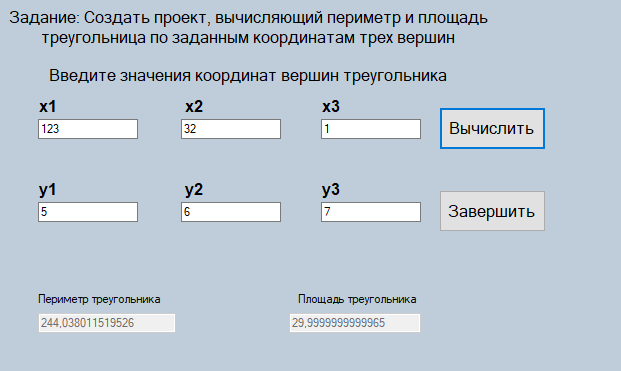 Задание: Создать проект, вычисляющий периметр и площадь
треугольница по заданным координатам трех вершин
Введите значения координат вершин треугольника
x1 x2 x3
123 32 1 Вычислить
y1 y2 y3
5 6 7 Завершить
Периметр треугольника Площадь треугольника
244,038011519526 29,9999999999965